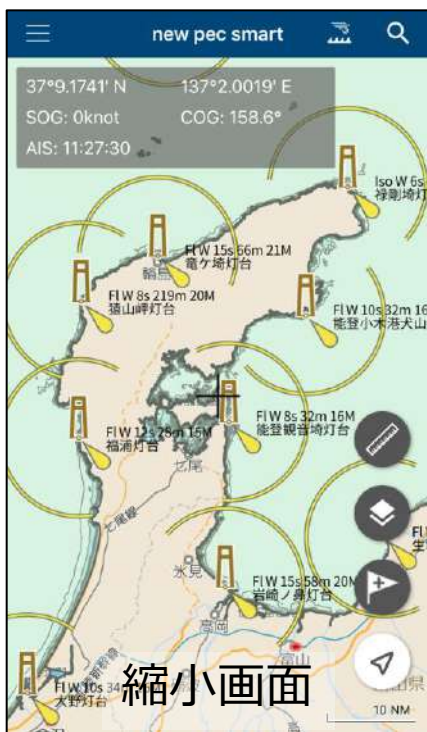 new pec smart
37°9.1741' N 137°2.0019' E
SOG: 0knot COG: 158.6°
AIS: 11:27:30
Iso W 6s
禄剛埼灯
Fl W 15s 66m 21M
竜ケ埼灯台
輪島
Fl W 8s 219m 20M
猿山岬灯台
Fl W 10s 32m 16
能登小木港犬山
Fl W 8s 32m 16M
能登観音埼灯台
Fl W 12s 28m 15M
福浦灯台
七尾
七尾線
Fl
生
氷見
Fl W 15s 58m 20M
岩崎ノ鼻灯台
高岡
Fl W 10s 34m
大野灯台
縮小画面
山県
10 NM